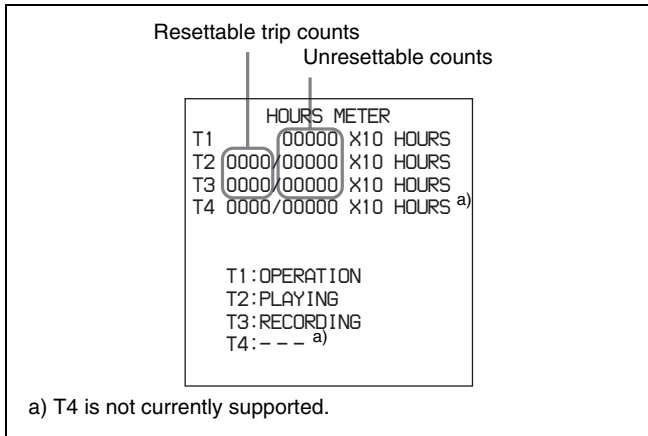 Resettable trip counts
Unresettable counts
HOURS METER
T1 00000 X10 HOURS
T2 0000/00000 X10 HOURS
T3 0000/00000 X10 HOURS
T4 0000/00000 X10 HOURS a)
T1:OPERATION
T2:PLAYING
T3:RECORDING
T4:--- a)
a) T4 is not currently supported.